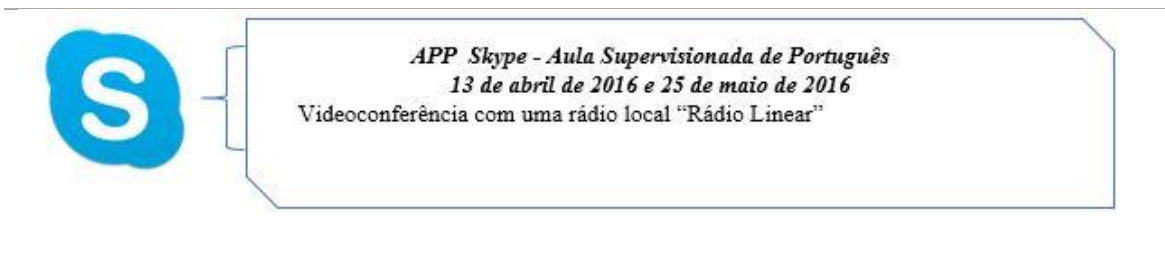 S
APP Skype - Aula Supervisionada de Português
13 de abril de 2016 e 25 de maio de 2016
Videoconferência com uma rádio local “Rádio Linear”